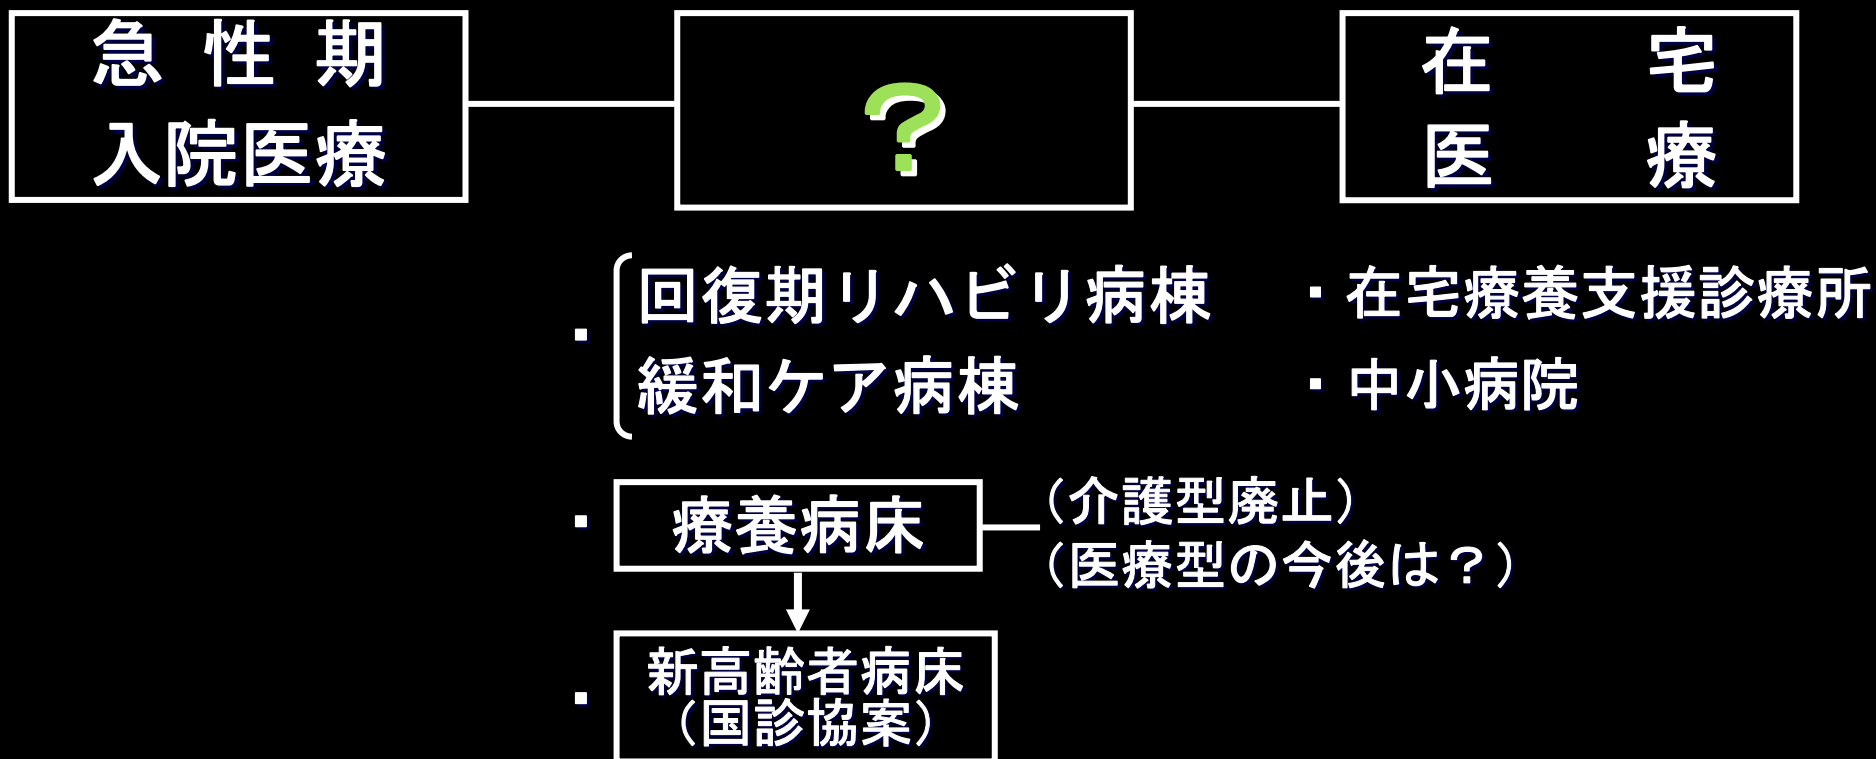 急性期
入院医療
?
在宅
医療
・回復期リハビリ病棟
緩和ケア病棟
・在宅療養支援診療所
・中小病院
・療養病床
(介護型廃止)
(医療型の今後は?)
・新高齢者病床
(国診協案)